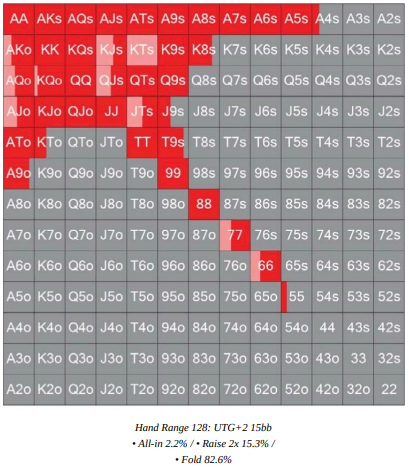 AA AKs AQs AJs ATs A9s A8s A7s A6s A5s A4s A3s A2s
AKo KK KQs KJs KTs K9s K8s K7s K6s K5s K4s K3s K2s
AQo KQo QQ QJs QTs Q9s Q8s Q7s Q6s Q5s Q4s Q3s Q2s
AJo KJo QJo JJ JTs J9s J8s J7s J6s J5s J4s J3s J2s
ATo KTo QTo JTo TT T9s T8s T7s T6s T5s T4s T3s T2s
A9o K9o Q9o J9o T9o 99 98s 97s 96s 95s 94s 93s 92s
A8o K8o Q8o J8o T8o 98o 88 87s 86s 85s 84s 83s 82s
A7o K7o Q7o J7o T7o 97o 87o 77 76s 75s 74s 73s 72s
A6o K6o Q6o J6o T6o 96o 86o 76o 66 65s 64s 63s 62s
A5o K5o Q5o J5o T5o 95o 85o 75o 65o 55 54s 53s 52s
A4o K4o Q4o J4o T4o 94o 84o 74o 64o 54o 44 43s 42s
A3o K3o Q3o J3o T3o 93o 83o 73o 63o 53o 43o 33 32s
A2o K2o Q2o J2o T2o 92o 82o 72o 62o 52o 42o 32o 22
Hand Range 128: UTG+2 15bb
• All-in 2.2% / • Raise 2x 15.3% /
• Fold 82.6%